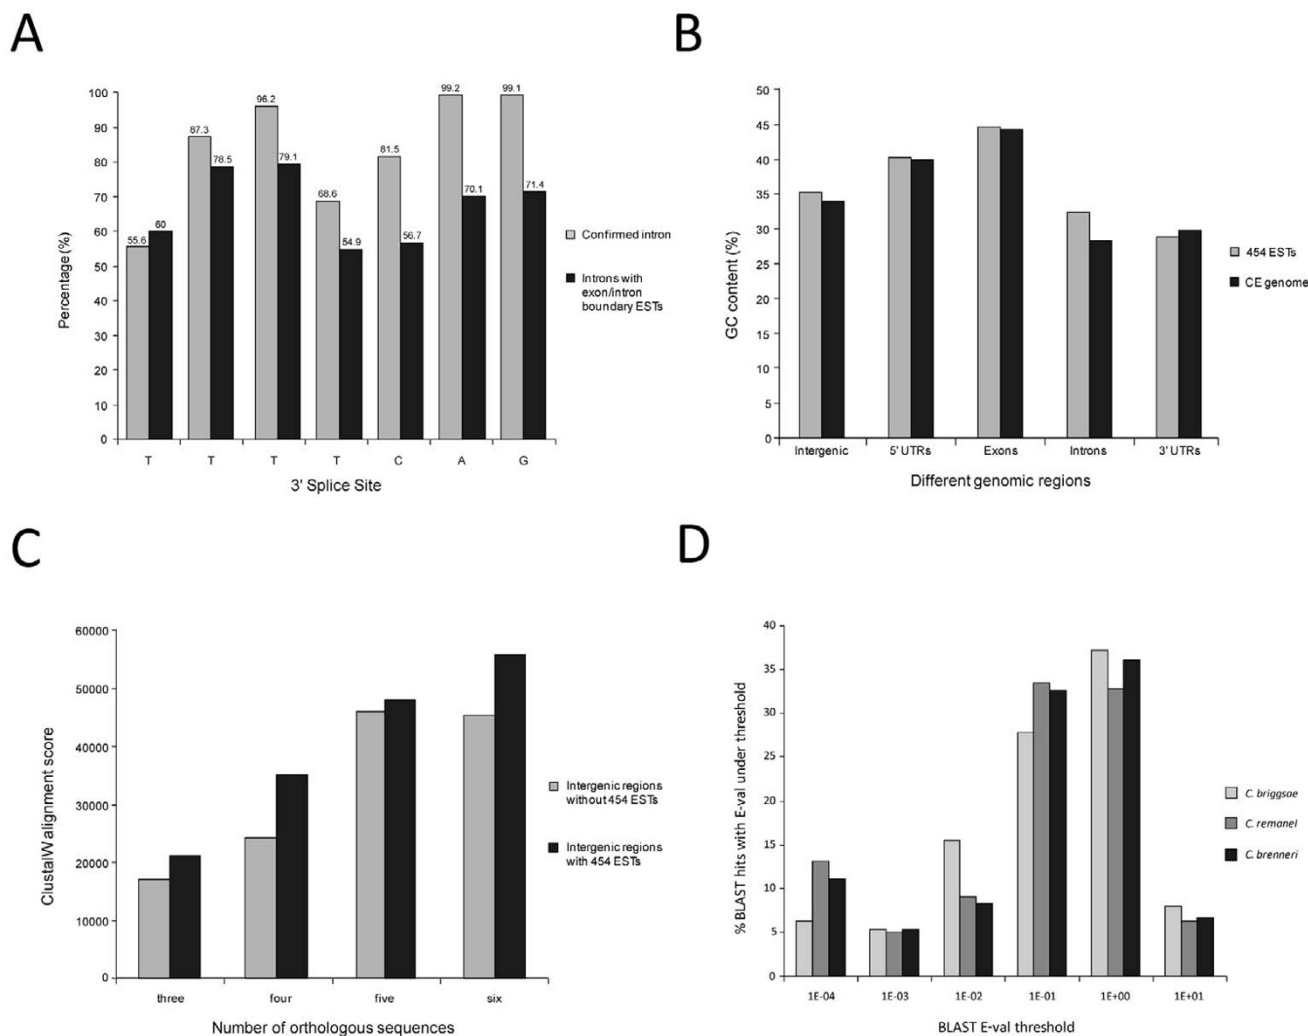 A
100
90
80
70
60
50
40
30
20
10
0
Percentage (%)
55.6
60
87.3
78.5
96.2
79.1
68.6
54.9
81.5
56.7
99.2
70.1
99.1
71.4
T T T T C A G
3' Splice Site
Confirmed intron
Introns with
exon/intron
boundary ESTs
B
50
45
40
35
30
25
20
15
10
5
0
GC content (%)
Intergenic 5' UTRs Exons Introns 3' UTRs
Different genomic regions
454 ESTs
CE genome
C
60000
50000
40000
30000
20000
10000
0
ClustalW alignment score
three four five six
Number of orthologous sequences
Intergenic regions
without 454 ESTs
Intergenic regions
with 454 ESTs
D
40
35
30
25
20
15
10
5
0
% BLAST hits with E-val under threshold
1E-04 1E-03 1E-02 1E-01 1E+00 1E+01
BLAST E-val threshold
C. briggsae
C. remanei
C. brenneri